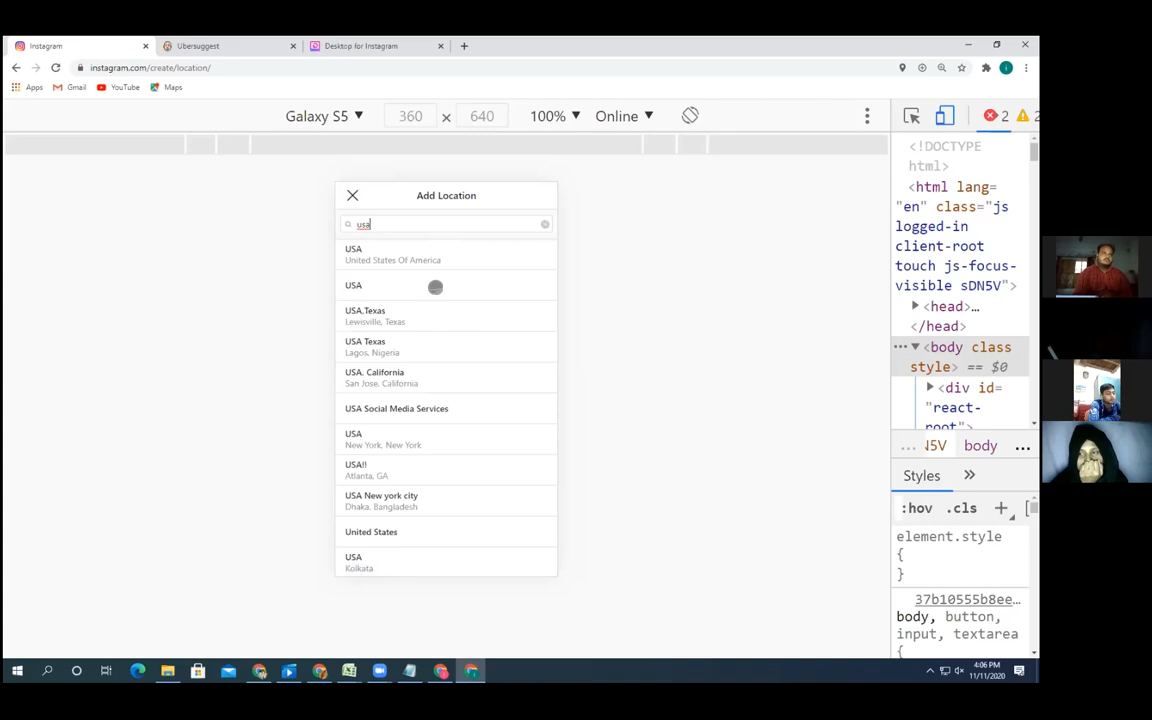 Instagram
Ubersuggest
Desktop for Instagram
instagram.com/create/location/
Apps
Gmail
YouTube
Maps
Galaxy S5
360 × 640
100%
Online
2
2
Add Location
usa
USA
United States Of America
USA
USA,Texas
Lewisville, Texas
USA Texas
Lagos, Nigeria
USA. California
San Jose, California
USA Social Media Services
USA
New York, New York
USA!!
Atlanta, GA
USA New york city
Dhaka, Bangladesh
United States
USA
Kolkata
<!DOCTYPE
html>
<html lang=
"en" class="js
logged-in
client-root
touch js-focus-
visible sDN5V">
<head>…
</head>
… <body class
style> == $0
<div id=
"react-
root">
… N5V body …
Styles »
:hov .cls +
element.style
{
}
37b10555b8ee…
body, button,
input, textarea
{
4:06 PM
11/11/2020